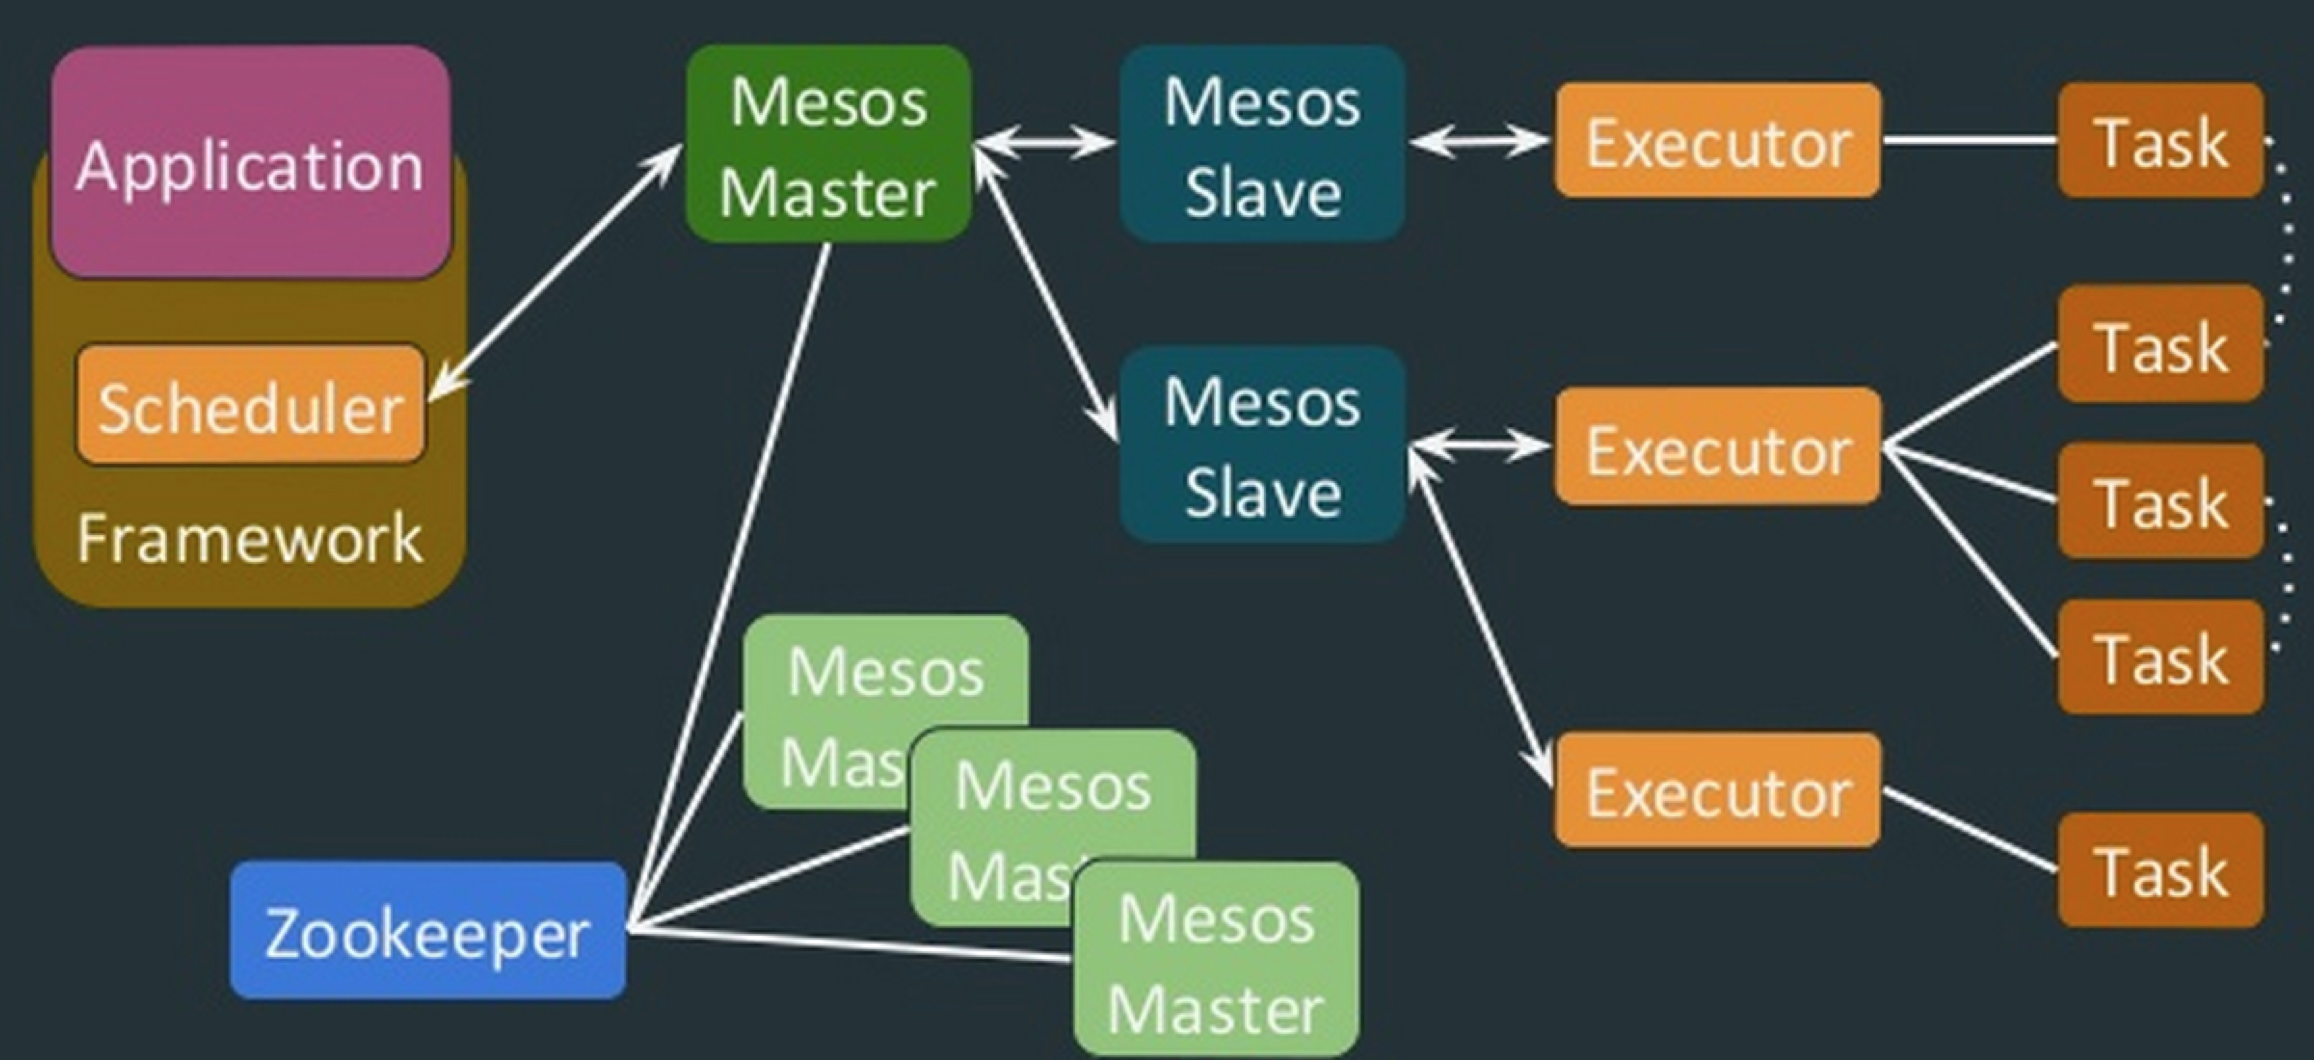 Application
Scheduler
Framework
Mesos
Master
Mesos
Slave
Executor
Task
Mesos
Slave
Executor
Task
Task
Task
Executor
Task
Zookeeper
Mesos
Mas
Mesos
Mas
Mesos
Master